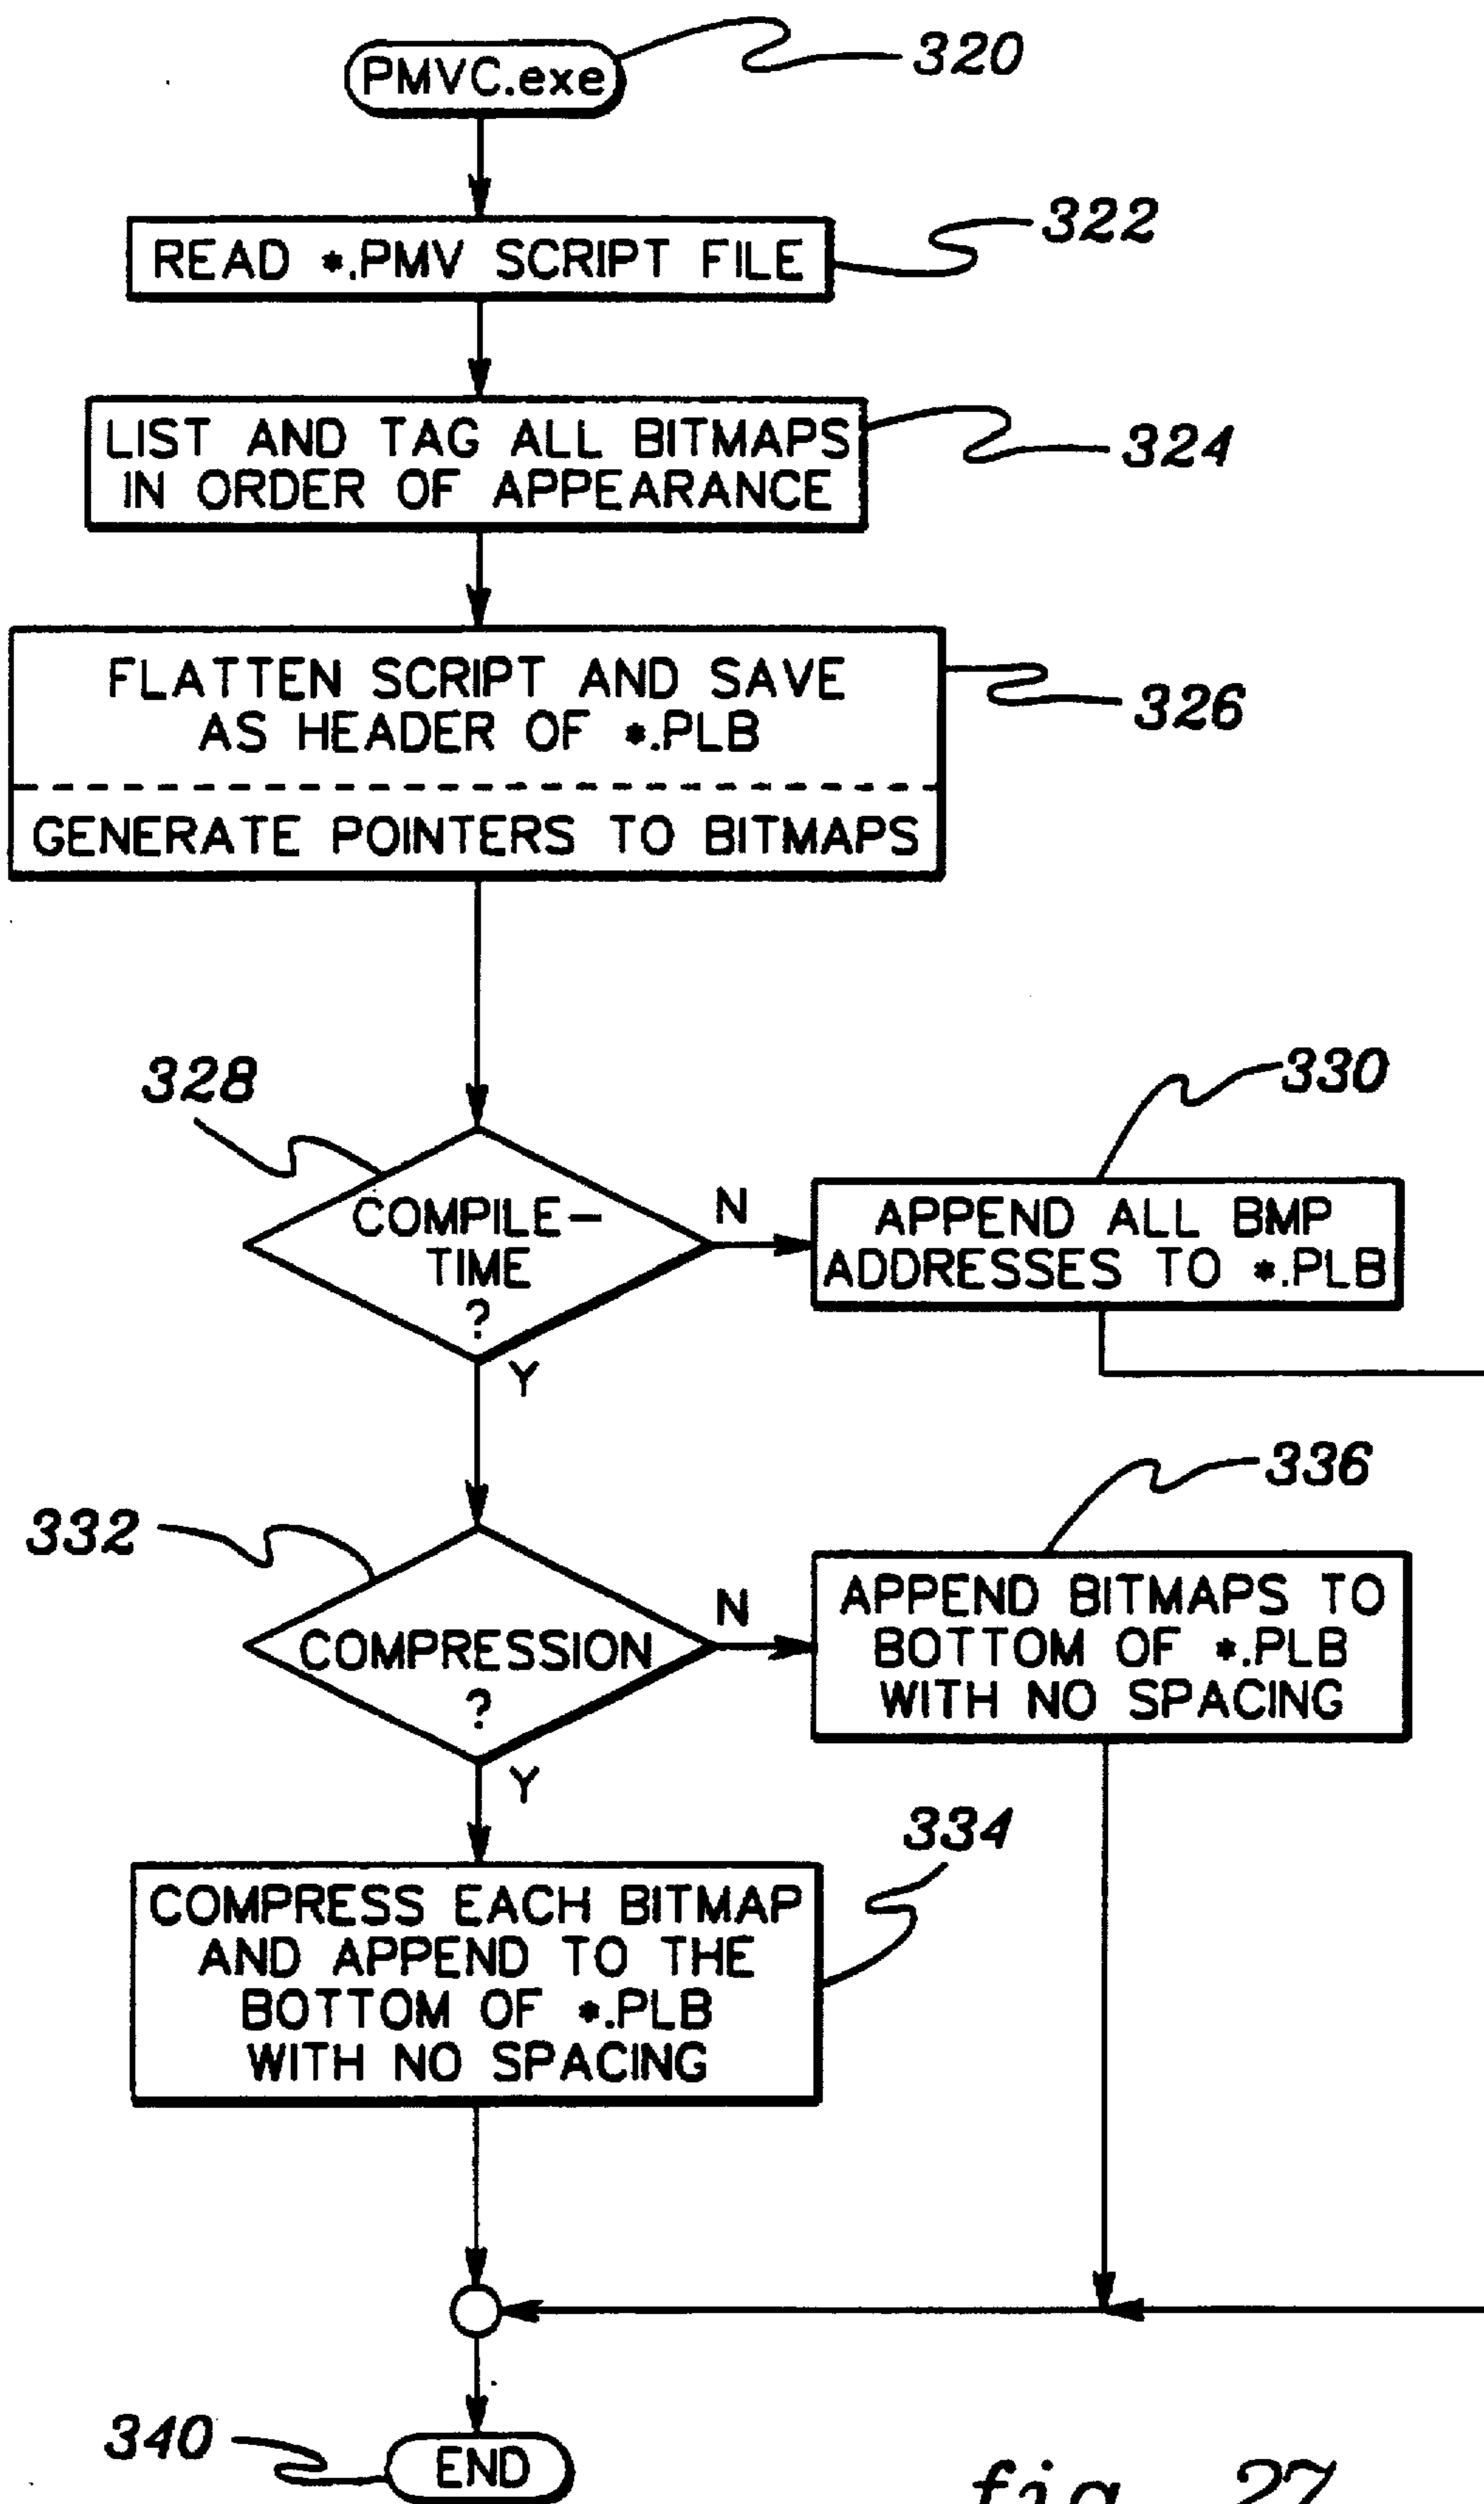 PMVC.exe
320
READ *.PMV SCRIPT FILE
322
LIST AND TAG ALL BITMAPS
IN ORDER OF APPEARANCE
324
FLATTEN SCRIPT AND SAVE
AS HEADER OF *.PLB
326
GENERATE POINTERS TO BITMAPS
328
COMPILE-
TIME
?
N
Y
330
APPEND ALL BMP
ADDRESSES TO *.PLB
332
COMPRESSION
?
N
Y
336
APPEND BITMAPS TO
BOTTOM OF *.PLB
WITH NO SPACING
334
COMPRESS EACH BITMAP
AND APPEND TO THE
BOTTOM OF *.PLB
WITH NO SPACING
340
END
fig. 27